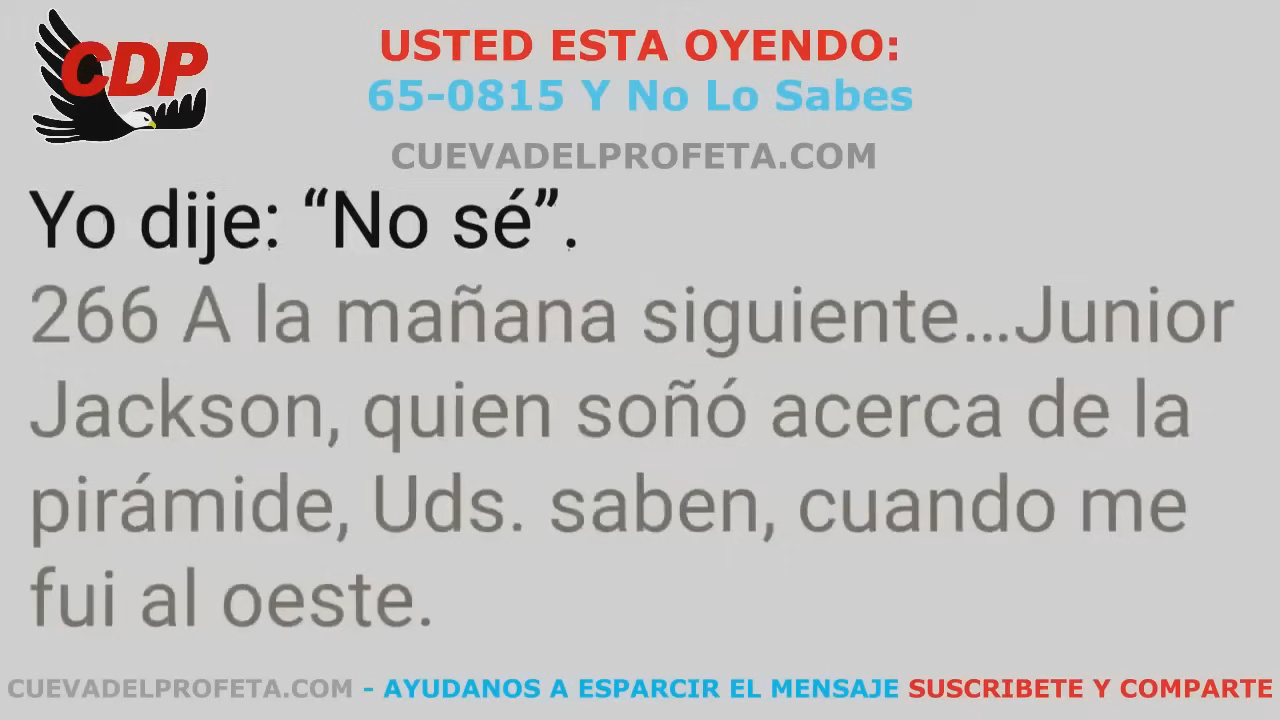 CDP
USTED ESTA OYENDO:
65-0815 Y No Lo Sabes
CUEVADELPROFETA.COM
Yo dije: “No sé”.
266 A la mañana siguiente...Junior
Jackson, quien soñó acerca de la
pirámide, Uds. saben, cuando me
fui al oeste.
CUEVADELPROFETA.COM - AYUDANOS A ESPARCIR EL MENSAJE SUSCRIBETE Y COMPARTE